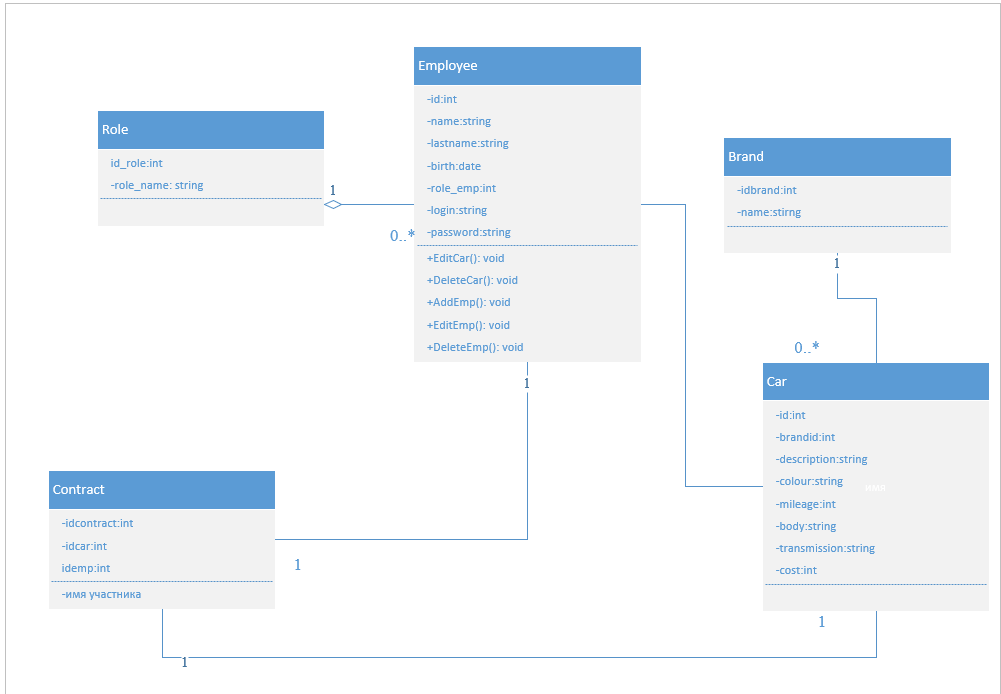 Employee
-id:int
-name:string
-lastname:string
-birth:date
-role_emp:int
-login:string
-password:string
+EditCar(): void
+DeleteCar(): void
+AddEmp(): void
+EditEmp(): void
+DeleteEmp(): void
Role
id_role:int
-role_name: string
1
0..*
Brand
-idbrand:int
-name:stirng
1
0..*
Car
-id:int
-brandid:int
-description:string
-colour:string
имя
-mileage:int
-body:string
-transmission:string
-cost:int
1
1
Contract
-idcontract:int
-idcar:int
idemp:int
-имя участника
1
1